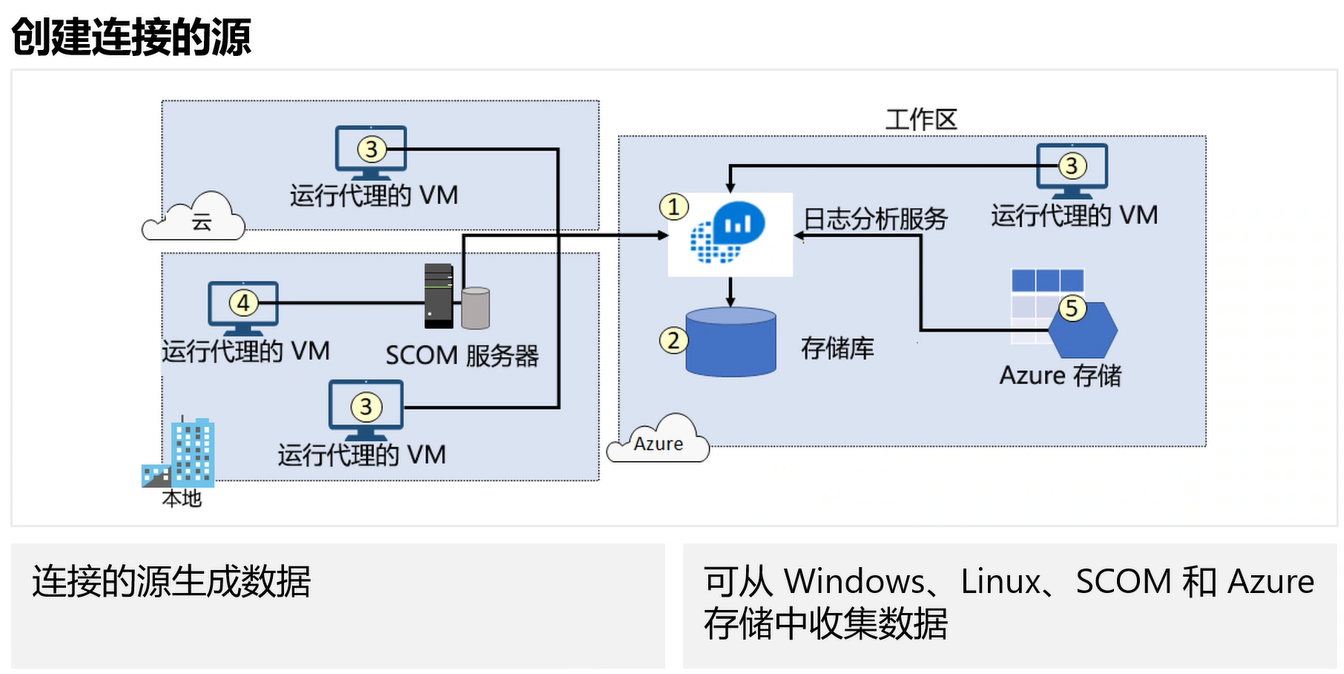 创建连接的源
工作区
③
运行代理的 VM
云
①
日志分析服务
③
运行代理的 VM
④
运行代理的 VM
SCOM 服务器
②
存储库
⑤
Azure 存储
③
运行代理的 VM
Azure
本地
连接的源生成数据
可从 Windows、Linux、SCOM 和 Azure
存储中收集数据